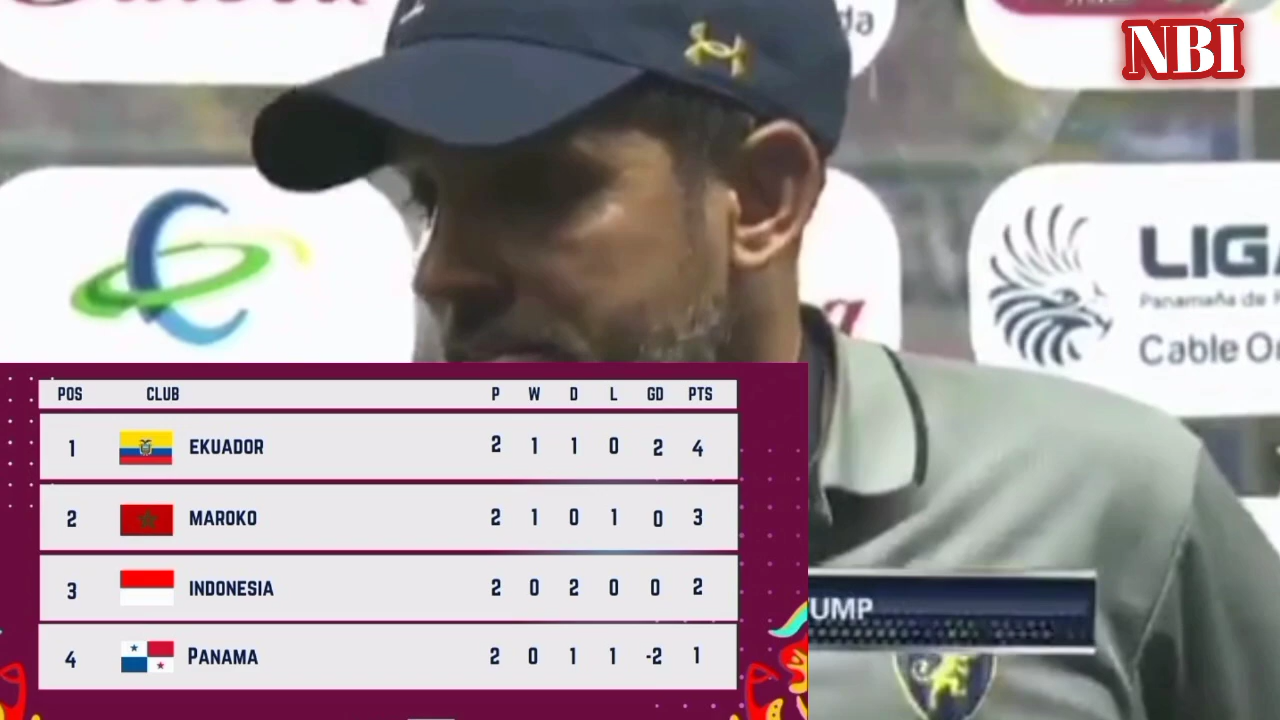 NBI
LIGA
Panamaña de
Cable
POS CLUB P W D L GD PTS
1 EKUADOR 2 1 1 0 2 4
2 MAROKO 2 1 0 1 0 3
3 INDONESIA 2 0 2 0 0 2
4 PANAMA 2 0 1 1 -2 1
UMP